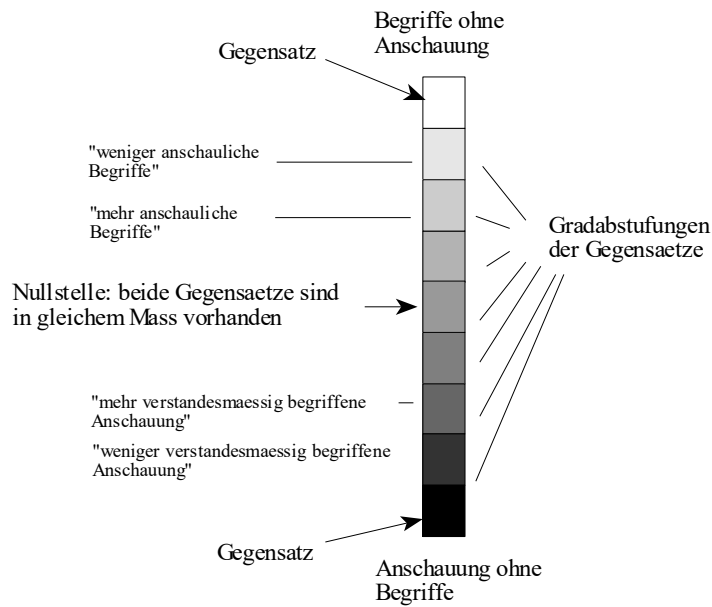 Begriffe ohne
Anschauung
Gegensatz
"weniger anschauliche
Begriffe"
"mehr anschauliche
Begriffe"
Gradabstufungen
der Gegensaetze
Nullstelle: beide Gegensaetze sind
in gleichem Mass vorhanden
"mehr verstandesmaessig begriffene
Anschauung"
"weniger verstandesmaessig begriffene
Anschauung"
Gegensatz
Anschauung ohne
Begriffe